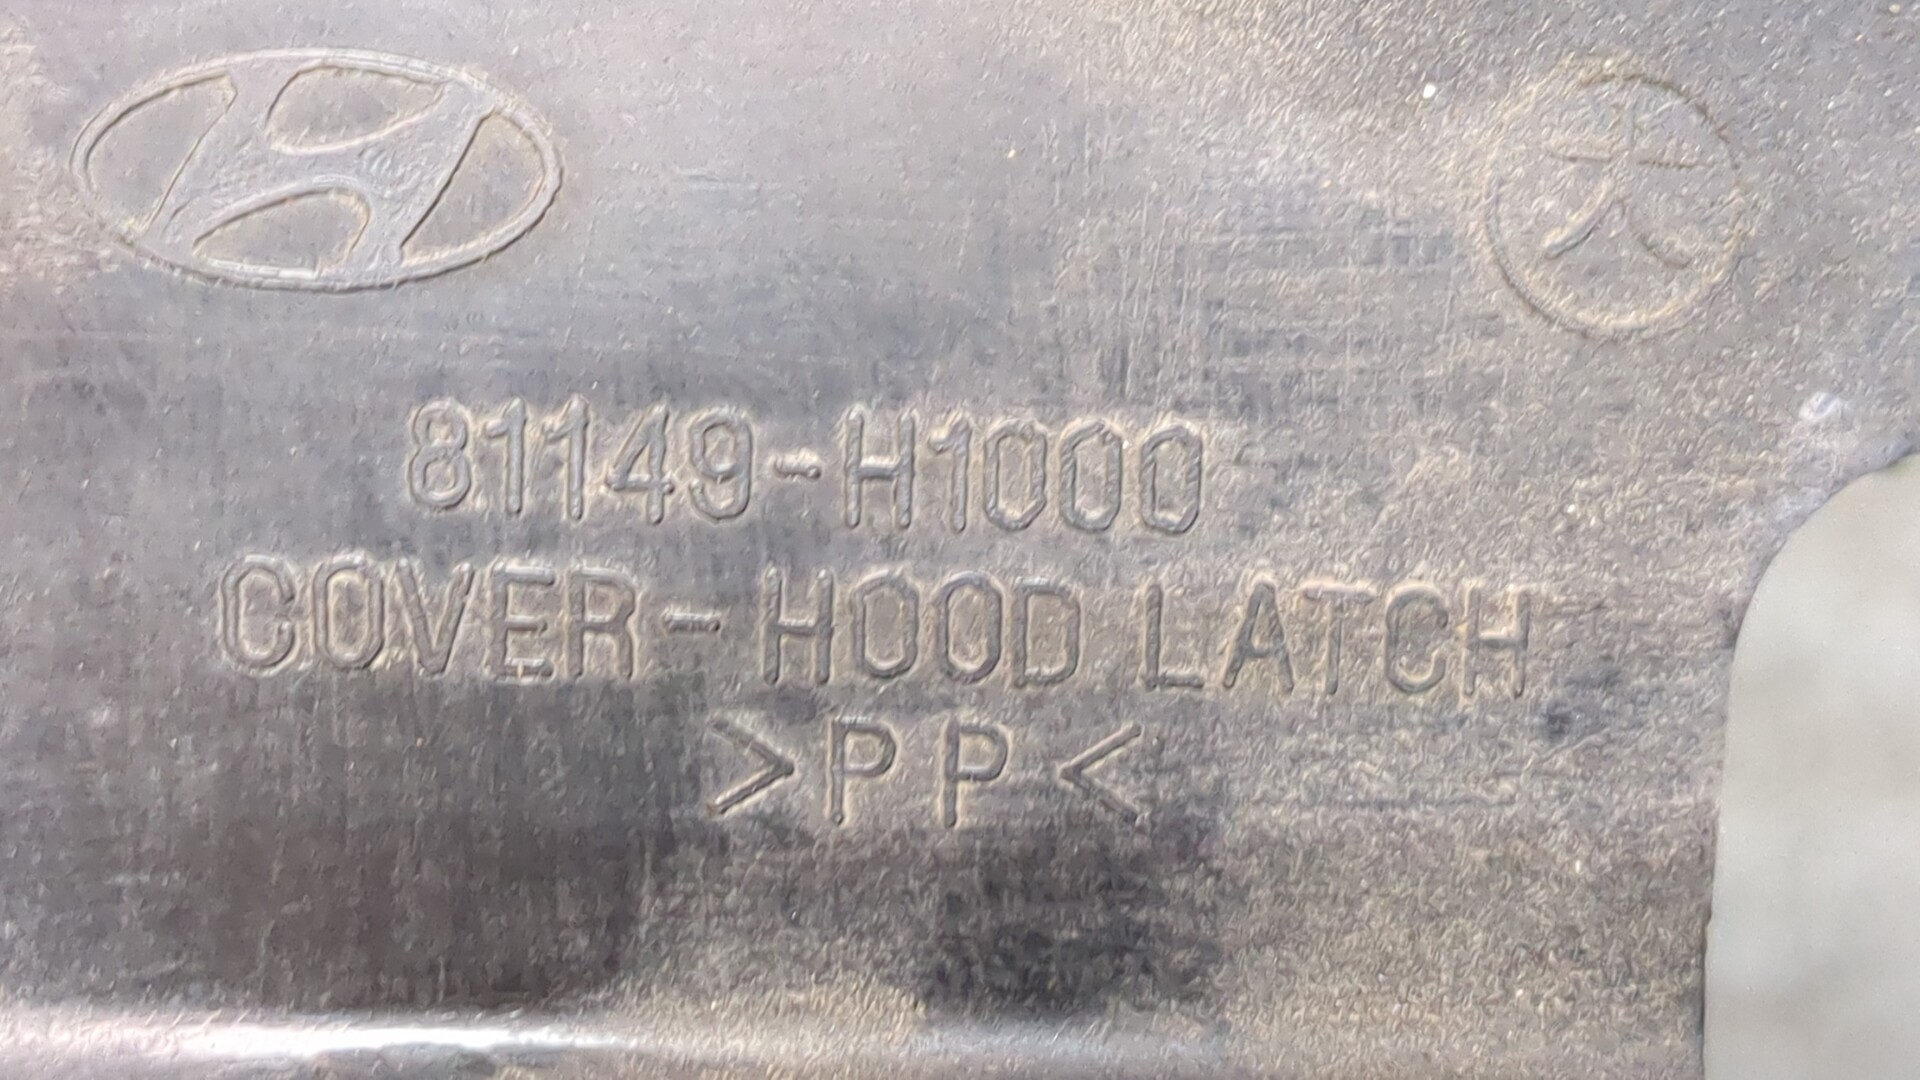 81149-H1000
COVER-HOOD LATCH
>PP<